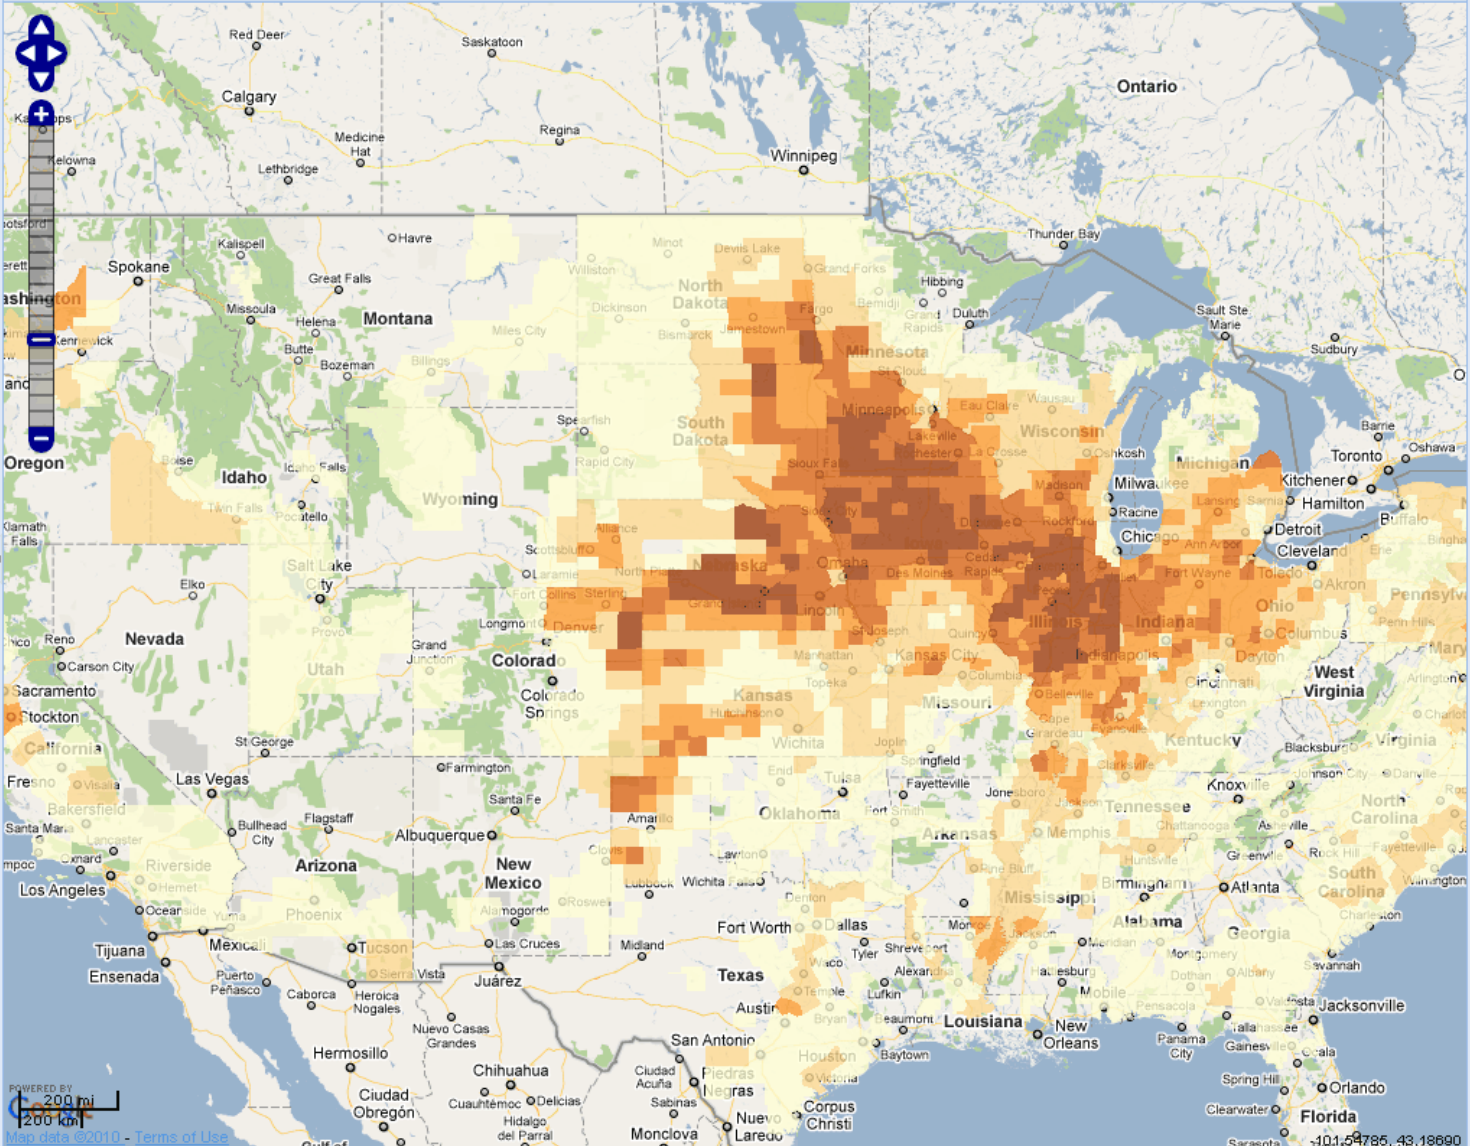 Red Deer
Saskatoon
Calgary
Ontario
Medicine
Hat
Regina
Winnipeg
Kelowna
Lethbridge
Thunder Bay
Kalispell
Havre
Minot
Devils Lake
Spokane
Great Falls
Williston
Grand Forks
Hibbing
North
Dakota
Bemidji
Missoula
Helena
Montana
Dickinson
Fargo
Grand
Rapids
Duluth
Sault Ste
Marie
Kennewick
Miles City
Bismarck
Jamestown
Sudbury
Butte
Bozeman
Billings
Minnesota
St Cloud
Spearfish
South
Dakota
Minneapolis
Eau Claire
Wausau
Wisconsin
Barrie
Oregon
Boise
Idaho
Idaho Falls
Rapid City
Lakeville
La Crosse
Oshkosh
Michigan
Toronto
Oshawa
Kitchener
Hamilton
Twin Falls
Pocatello
Wyoming
Madison
Milwaukee
Racine
Lansing
Sarnia
Klamath
Falls
Alliance
Scottsbluff
Rockford
Chicago
Detroit
Buffalo
Ann Arbor
Cleveland
Erie
Salt Lake
City
Laramie
North Platte
Nebraska
Omaha
Des Moines
Cedar
Rapids
Fort Wayne
Toledo
Akron
Elko
Fort Collins
Sterling
Lincoln
Ohio
Penn Hills
Reno
Nevada
Provo
Longmont
Denver
St Joseph
Quincy
Illinois
Indiana
Columbus
Carson City
Utah
Grand
Junction
Colorado
Manhattan
Topeka
Kansas City
Columbia
Indianapolis
Dayton
West
Virginia
Sacramento
Stockton
Colorado
Springs
Kansas
Hutchinson
Missouri
Belleville
Cincinnati
Lexington
Arlington
California
St George
Wichita
Joplin
Cape
Girardeau
Evansville
Kentucky
Blacksburg
Virginia
Fresno
Visalia
Las Vegas
Farmington
Enid
Tulsa
Springfield
Clarksville
Knoxville
Johnson City
Danville
Bakersfield
Santa Fe
Fayetteville
Jonesboro
Jackson
Tennessee
North
Carolina
Bullhead
City
Flagstaff
Albuquerque
Amarillo
Oklahoma
Fort Smith
Arkansas
Memphis
Chattanooga
Asheville
Lancaster
Riverside
Arizona
New
Mexico
Clovis
Lawton
Pine Bluff
Huntsville
Rock Hill
Los Angeles
Hemet
Lubbock
Wichita Falls
Mississippi
Birmingham
Atlanta
South
Carolina
Wilmington
Oceanside
Yuma
Phoenix
Alamogordo
Roswell
Denton
Fort Worth
Dallas
Jackson
Alabama
Georgia
Charleston
Tijuana
Mexicali
Tucson
Las Cruces
Midland
Tyler
Shreveport
Meridian
Montgomery
Savannah
Ensenada
Puerto
Peñasco
Sierra Vista
Juárez
Texas
Waco
Temple
Lufkin
Alexandria
Dothan
Albany
Caborca
Heroica
Nogales
Austin
Bryan
Beaumont
Louisiana
Mobile
Pensacola
Valdosta
Jacksonville
Nuevo Casas
Grandes
San Antonio
Houston
Baytown
New
Orleans
Panama
City
Tallahassee
Gainesville
Ocala
Hermosillo
Chihuahua
Ciudad
Acuña
Piedras
Negras
Victoria
Spring Hill
Orlando
Ciudad
Obregón
Cuauhtémoc
Delicias
Sabinas
Corpus
Christi
Clearwater
Florida
Hidalgo
del Parral
Monclova
Nuevo
Laredo
Sarasota
POWERED BY
Google
200 mi
200 km
Map data ©2010 - Terms of Use
-101.54785, 43.18690